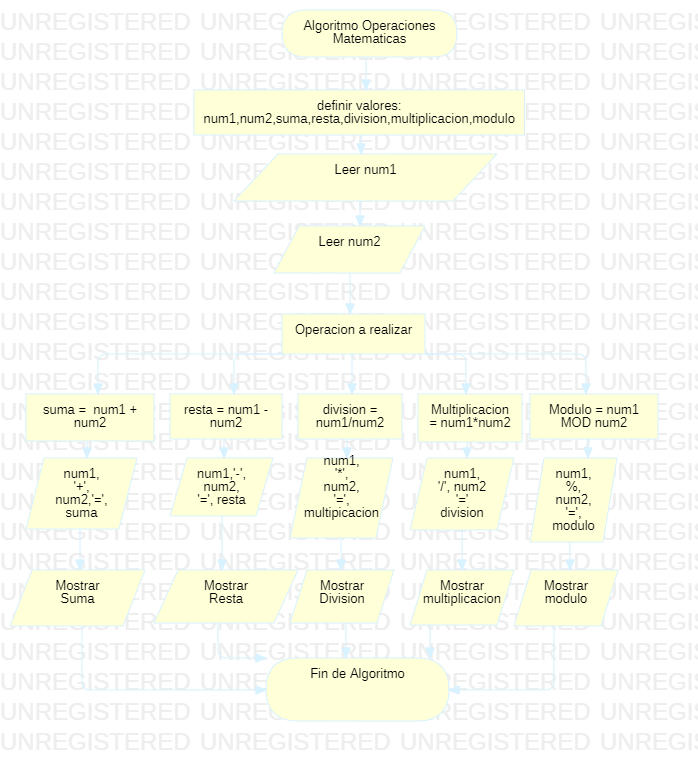 Algoritmo Operaciones
Matematicas
definir valores:
num1,num2,suma,resta,division,multiplicacion,modulo
Leer num1
Leer num2
Operacion a realizar
suma =  num1 +
num2
resta = num1 -
num2
division =
num1/num2
Multiplicacion
= num1*num2
Modulo = num1
MOD num2
num1,
'+',
num2,'=',
suma
num1,'-',
num2,
'=', resta
num1,
'*',
num2,
'=',
multipicacion
num1,
'/', num2
'='
division
num1,
%,
num2,
'=',
modulo
Mostrar
Suma
Mostrar
Resta
Mostrar
Division
Mostrar
multiplicacion
Mostrar
modulo
Fin de Algoritmo
UNREGISTERED